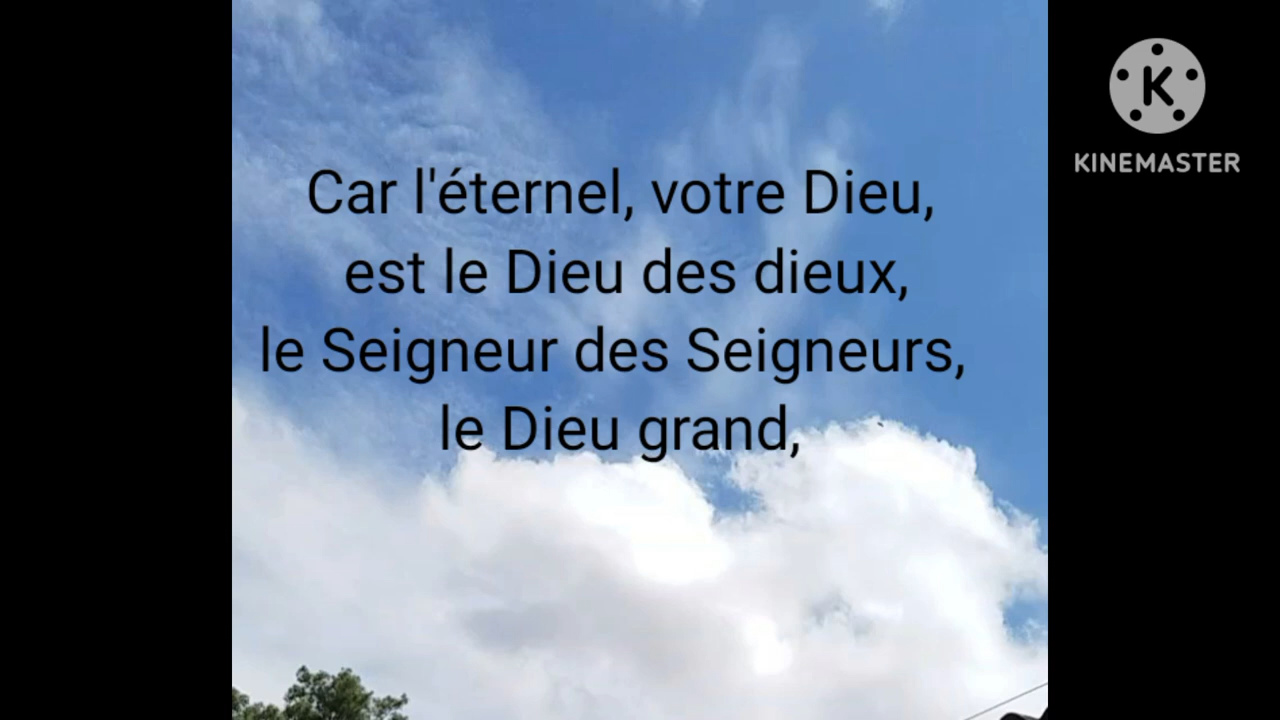 Car l'éternel, votre Dieu,
est le Dieu des dieux,
le Seigneur des Seigneurs,
le Dieu grand,
K
KINEMASTER